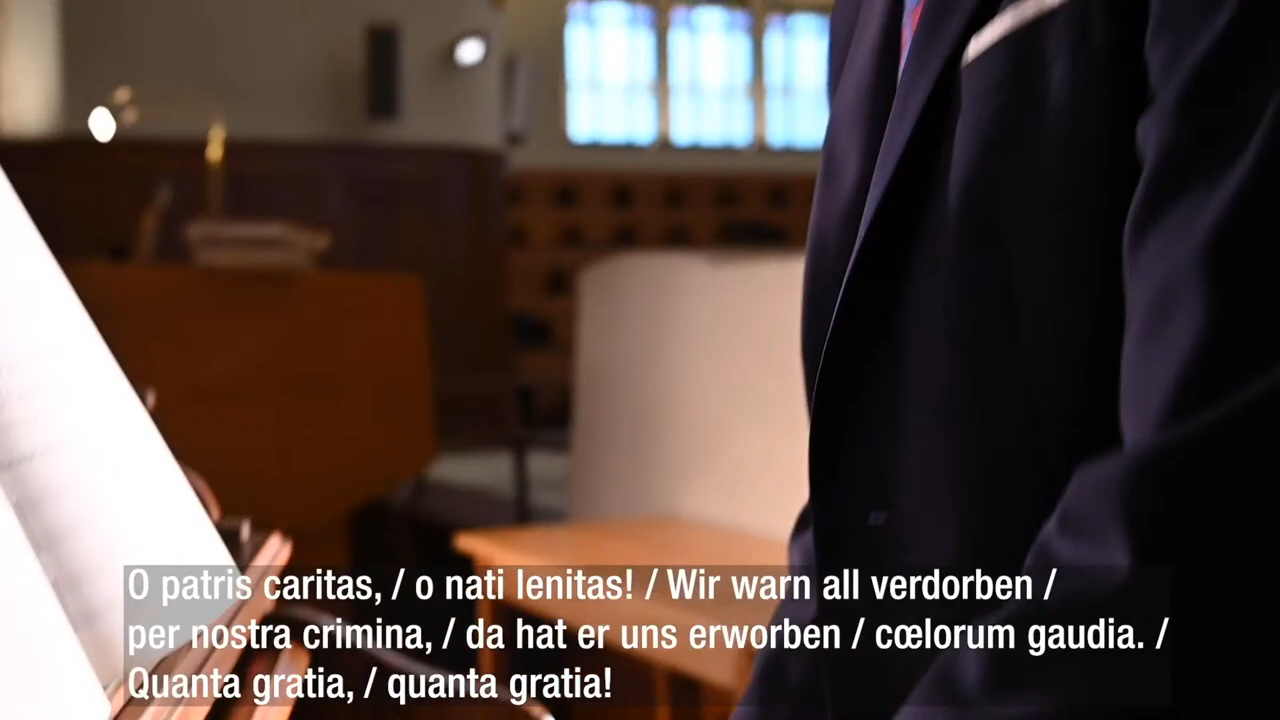 O patris caritas, / o nati lenitas! / Wir warn all verdorben /
per nostra crimina, / da hat er uns erworben / cœlorum gaudia. /
Quanta gratia, / quanta gratia!